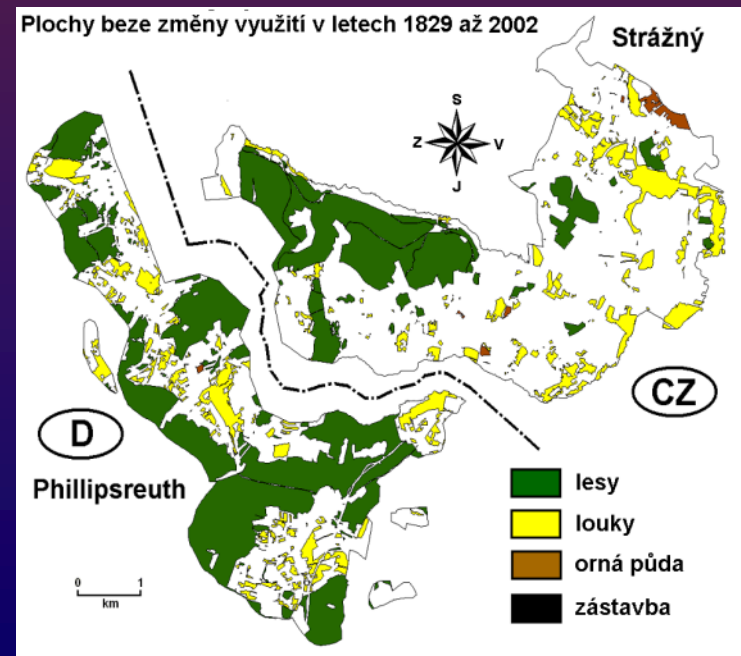 Plochy beze změny využití v letech 1829 až 2002
Strážný
S
Z
V
J
CZ
D
Phillipsreuth
0 1
km
lesy
louky
orná půda
zástavba